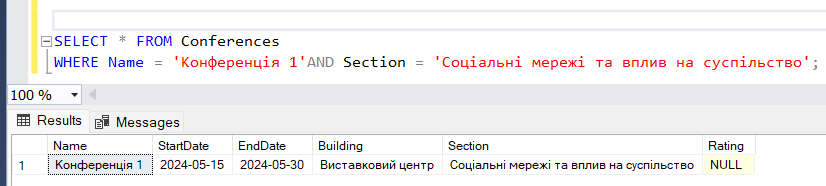 SELECT * FROM Conferences
WHERE Name = 'Конференція 1'AND Section = 'Соціальні мережі та вплив на суспільство';
100 %
Results Messages
Name StartDate EndDate Building Section Rating
1 Конференція 1 2024-05-15 2024-05-30 Виставковий центр Соціальні мережі та вплив на суспільство NULL